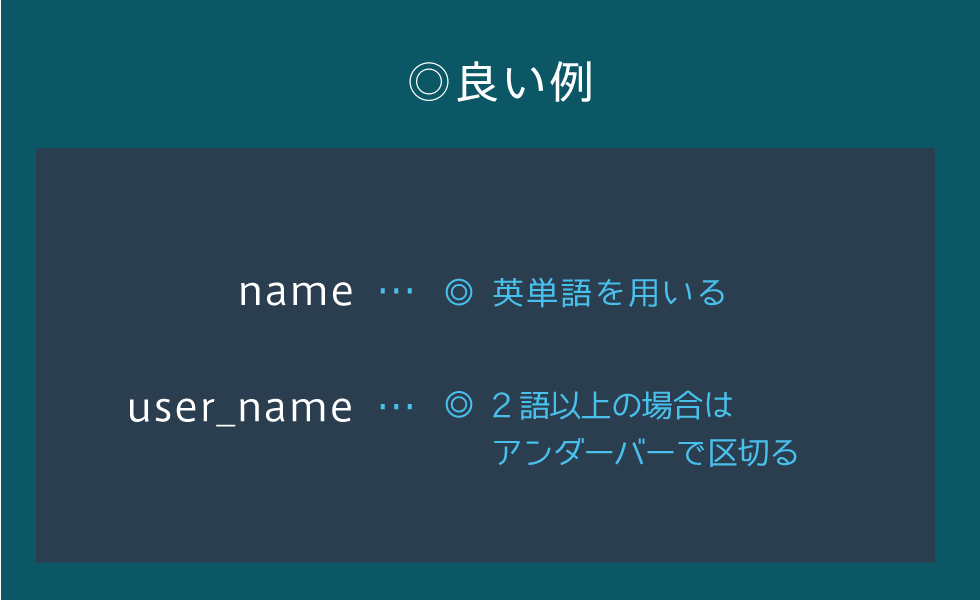 ◎良い例
name … ◎ 英単語を用いる
user_name … ◎ 2語以上の場合は
アンダーバーで区切る